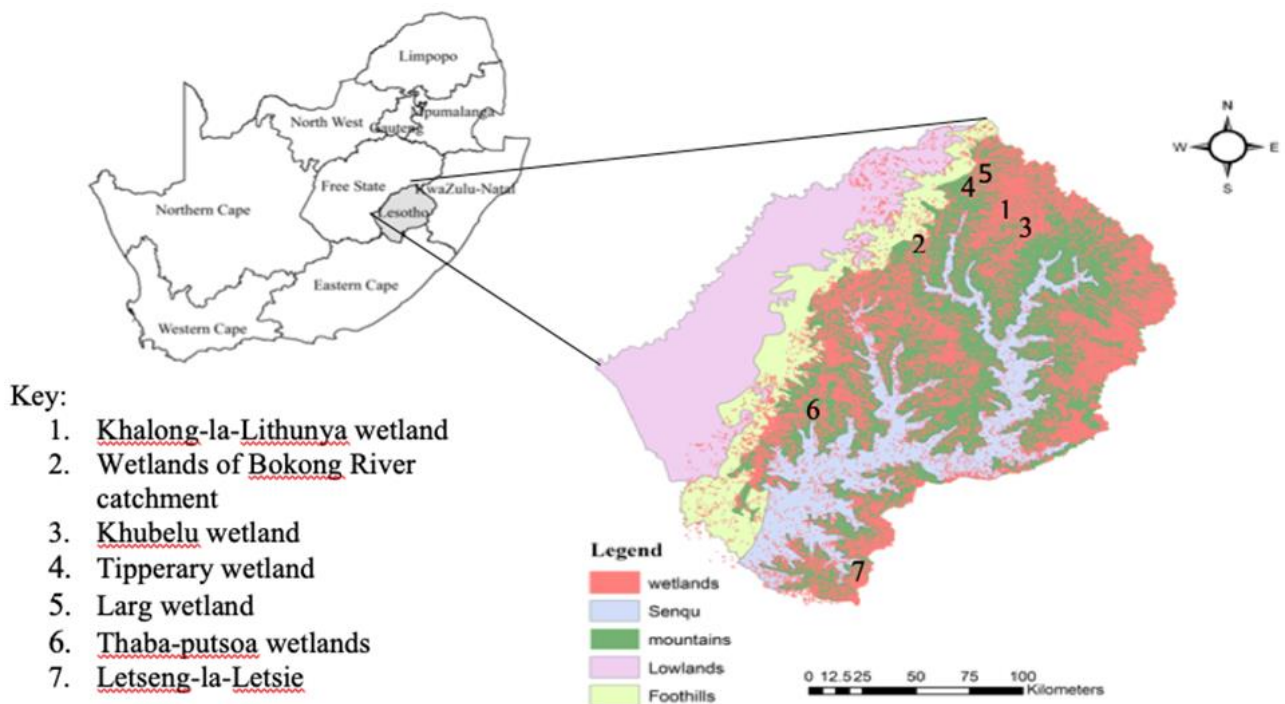 Limpopo
North West
Mpumalanga
Gauteng
Free State
KwaZulu-Natal
Northern Cape
Lesotho
Eastern Cape
Western Cape
N
W E
S
5
4
1
3
2
6
7
Key:
1. Khalong-la-Lithunya wetland
2. Wetlands of Bokong River
catchment
3. Khubelu wetland
4. Tipperary wetland
5. Larg wetland
6. Thaba-putsoa wetlands
7. Letseng-la-Letsie
Legend
wetlands
Senqu
mountains
Lowlands
Foothills
0 12.525 50 75 100
Kilometers